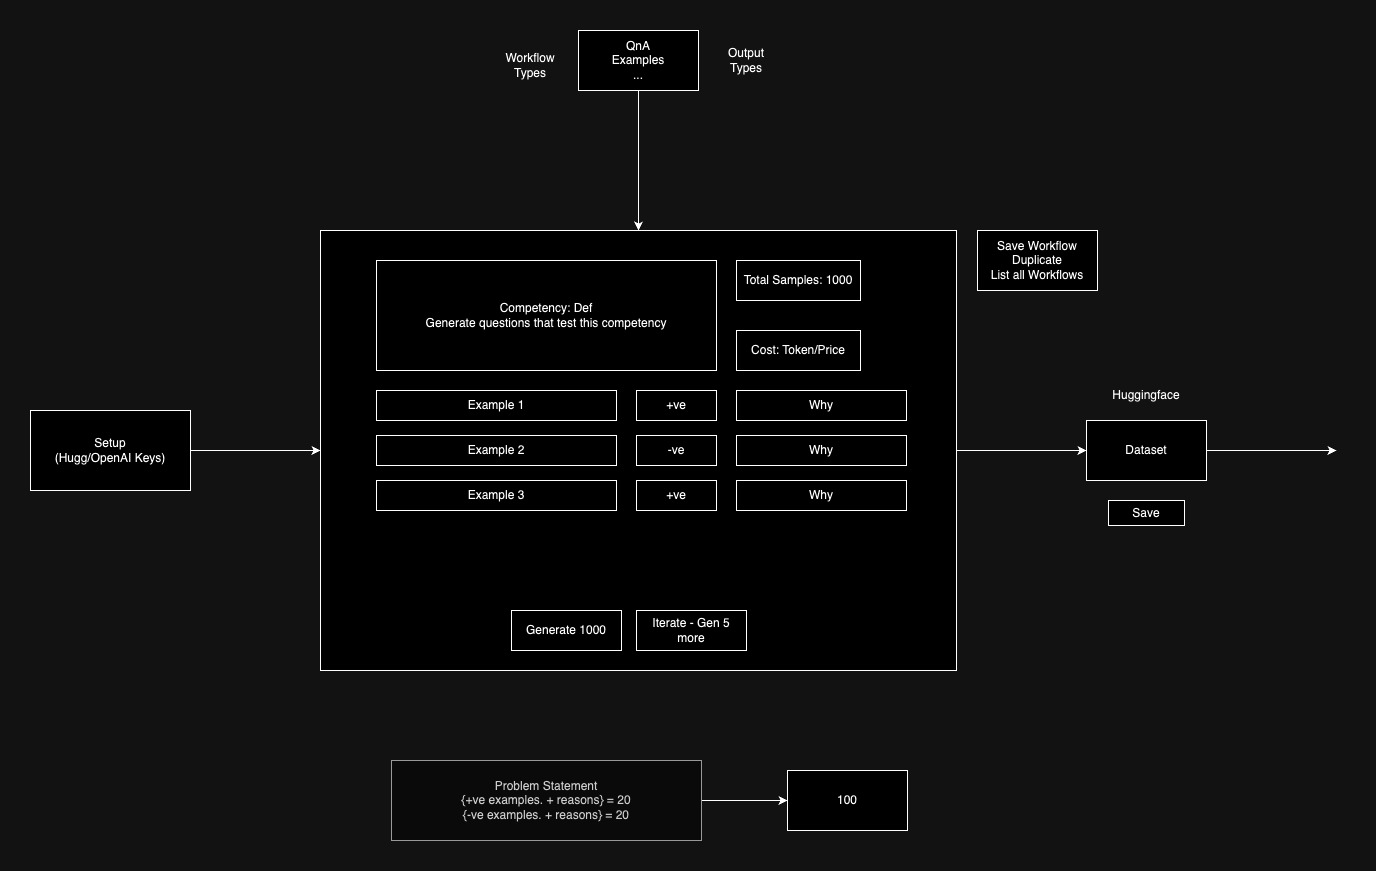 Workflow
Types
QnA
Examples
...
Output
Types
Save Workflow
Duplicate
List all Workflows
Competency: Def
Generate questions that test this competency
Total Samples: 1000
Cost: Token/Price
Example 1
+ve
Why
Example 2
-ve
Why
Example 3
+ve
Why
Setup
(Hugg/OpenAI Keys)
Huggingface
Dataset
Save
Generate 1000
Iterate - Gen 5
more
Problem Statement
{+ve examples. + reasons} = 20
{-ve examples. + reasons} = 20
100